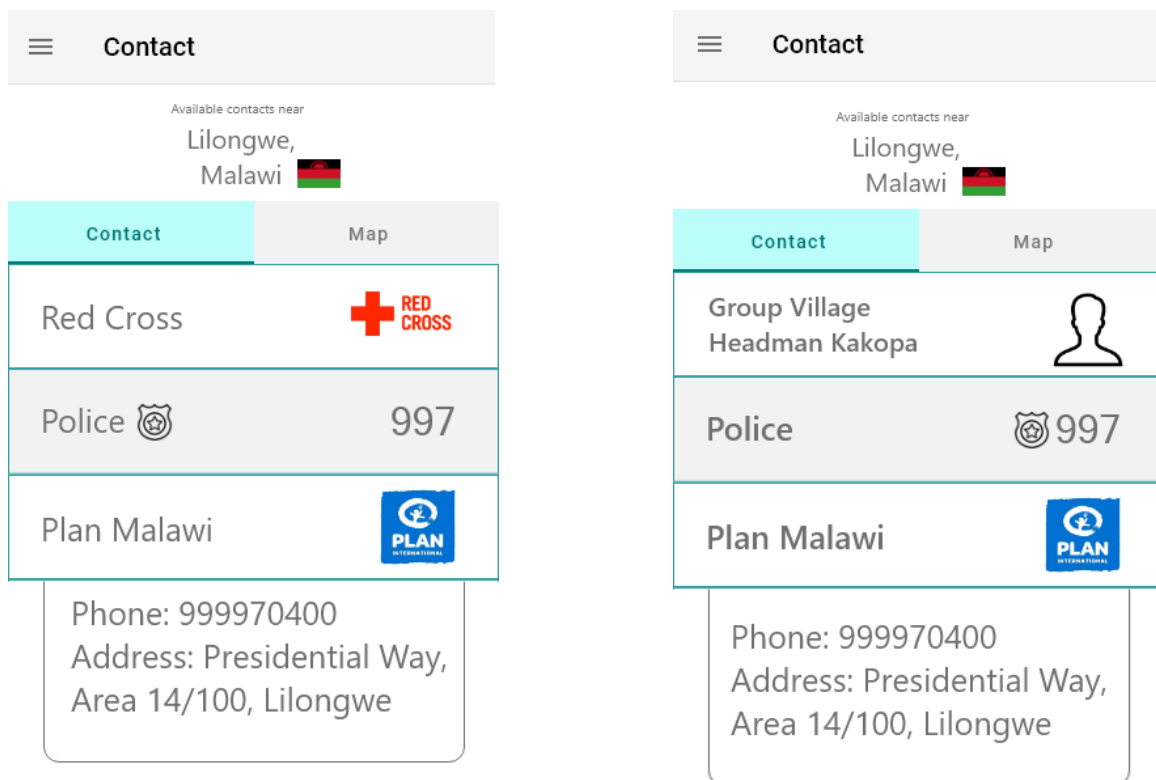 Contact
Available contacts near
Lilongwe,
Malawi
Contact Map
Red Cross
RED
CROSS
Police 997
Plan Malawi
PLAN
INTERNATIONAL
Phone: 999970400
Address: Presidential Way,
Area 14/100, Lilongwe
Contact
Available contacts near
Lilongwe,
Malawi
Contact Map
Group Village
Headman Kakopa
Police 997
Plan Malawi
PLAN
INTERNATIONAL
Phone: 999970400
Address: Presidential Way,
Area 14/100, Lilongwe